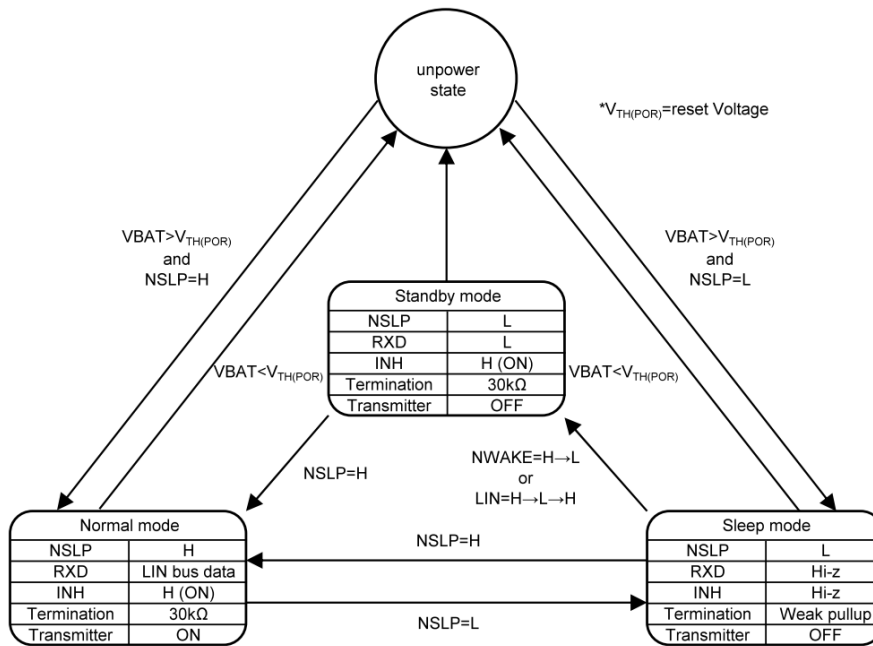 unpower
state
*VTH(POR)=reset Voltage
VBAT>VTH(POR)
and
NSLP=H
VBAT>VTH(POR)
and
NSLP=L
Standby mode
NSLP L
RXD L
INH H (ON)
Termination 30kΩ
Transmitter OFF
VBAT<VTH(POR)
VBAT<VTH(POR)
NSLP=H
NWAKE=H→L
or
LIN=H→L→H
Normal mode
NSLP H
RXD LIN bus data
INH H (ON)
Termination 30kΩ
Transmitter ON
NSLP=H
NSLP=L
Sleep mode
NSLP L
RXD Hi-z
INH Hi-z
Termination Weak pullup
Transmitter OFF